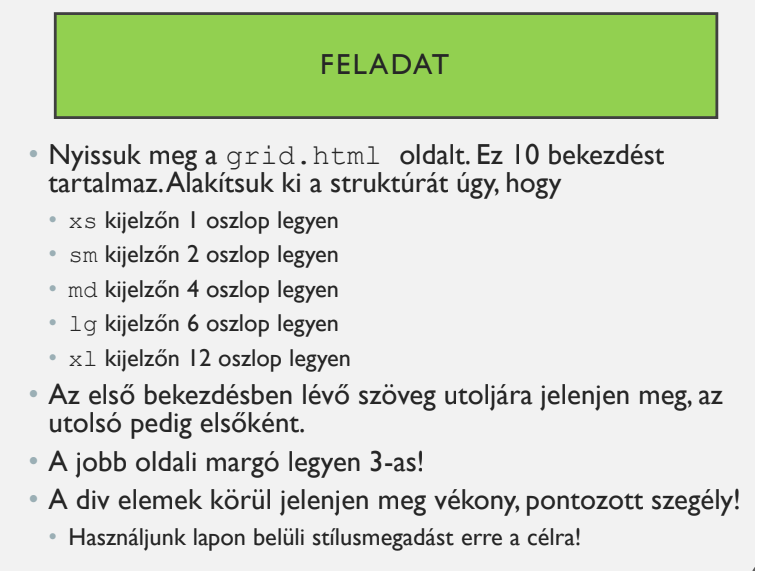 FELADAT
• Nyissuk meg a grid.html oldalt. Ez 10 bekezdést
tartalmaz. Alakítsuk ki a struktúrát úgy, hogy
• xs kijelzőn 1 oszlop legyen
• sm kijelzőn 2 oszlop legyen
• md kijelzőn 4 oszlop legyen
• lg kijelzőn 6 oszlop legyen
• xl kijelzőn 12 oszlop legyen
• Az első bekezdésben lévő szöveg utoljára jelenjen meg, az
utolsó pedig elsőként.
• A jobb oldali margó legyen 3-as!
• A div elemek körül jelenjen meg vékony, pontozott szegély!
• Használjunk lapon belüli stílusmegadást erre a célra!